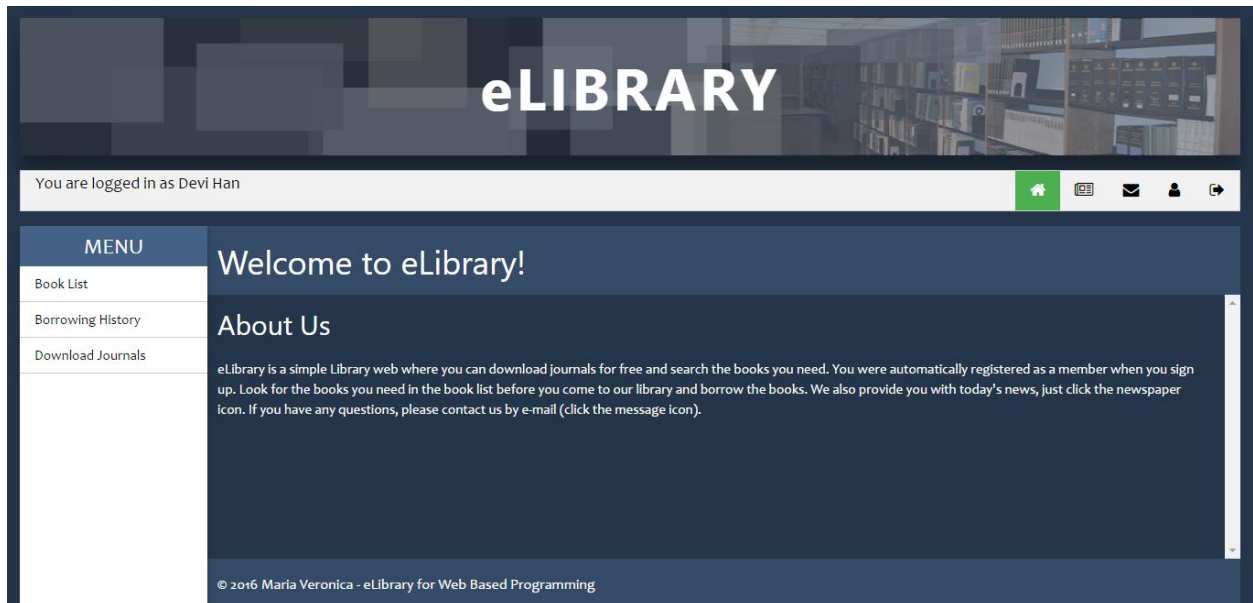 eLIBRARY
You are logged in as Devi Han
MENU
Book List
Borrowing History
Download Journals
Welcome to eLibrary!
About Us
eLibrary is a simple Library web where you can download journals for free and search the books you need. You were automatically registered as a member when you sign
up. Look for the books you need in the book list before you come to our library and borrow the books. We also provide you with today's news, just click the newspaper
icon. If you have any questions, please contact us by e-mail (click the message icon).
© 2016 Maria Veronica - eLibrary for Web Based Programming